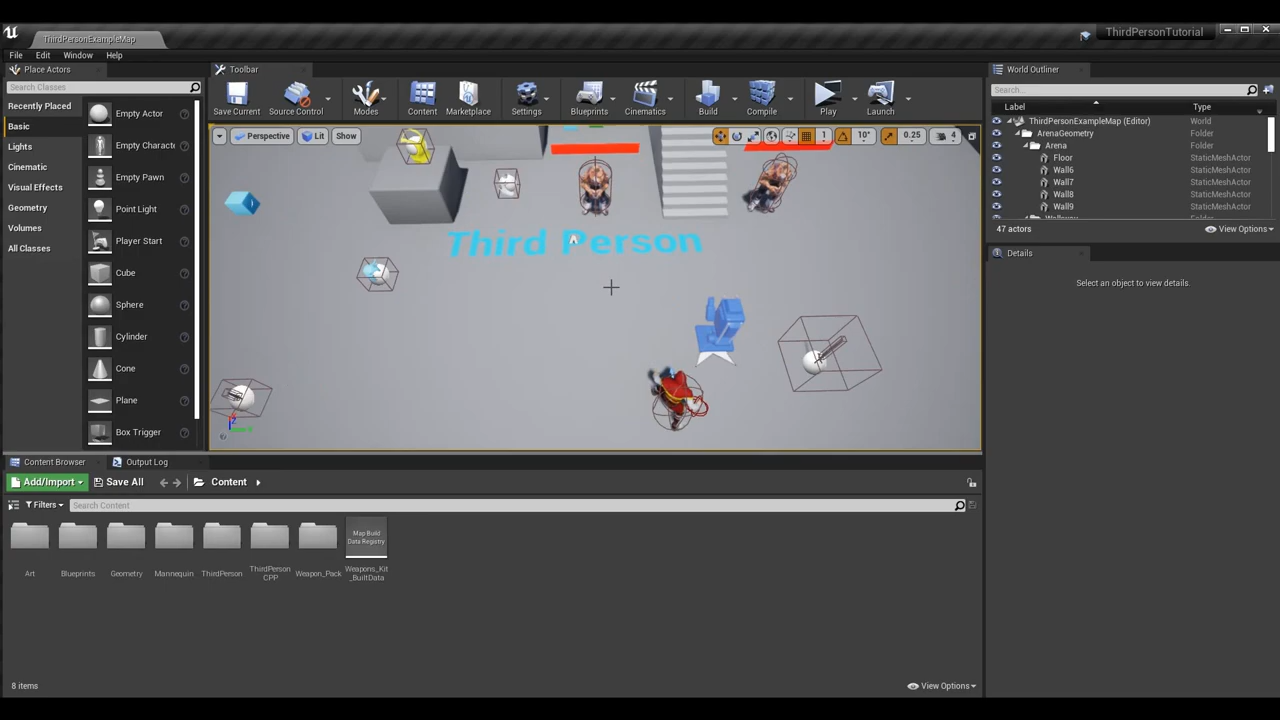 ThirdPersonExampleMap
ThirdPersonTutorial
File Edit Window Help
Place Actors
Toolbar
World Outliner
Search Classes
Search...
Save Current
Source Control
Modes
Content
Marketplace
Settings
Blueprints
Cinematics
Build
Compile
Play
Launch
Label
Type
Recently Placed
Basic
Lights
Cinematic
Visual Effects
Geometry
Volumes
All Classes
Empty Actor
Empty Characte
Empty Pawn
Point Light
Player Start
Cube
Sphere
Cylinder
Cone
Plane
Box Trigger
Perspective
Lit
Show
1
10°
0.25
4
Third Person
ThirdPersonExampleMap (Editor) World
ArenaGeometry Folder
Arena Folder
Floor StaticMeshActor
Wall6 StaticMeshActor
Wall7 StaticMeshActor
Wall8 StaticMeshActor
Wall9 StaticMeshActor
47 actors
View Options
Details
Select an object to view details.
Content Browser
Output Log
Add/Import
Save All
Content
Filters
Search Content
Map Build
Data Registry
Art
Blueprints
Geometry
Mannequin
ThirdPerson
ThirdPerson
CPP
Weapon_Pack
Weapons_Kit
_BuiltData
8 items
View Options